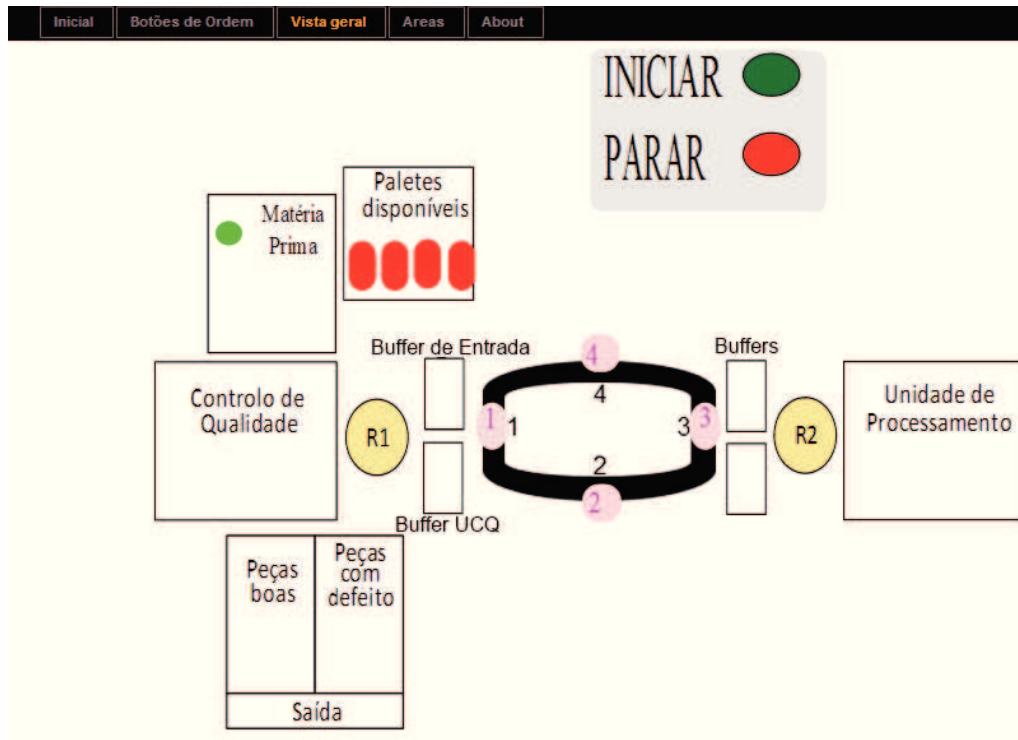 Inicial Botões de Ordem Vista geral Areas About
INICIAR
PARAR
Paletes
disponíveis
Matéria
Prima
Buffer de Entrada
Buffers
4
4
Controlo de
Qualidade
R1
1 1
3 3
R2
Unidade de
Processamento
2
2
Buffer UCQ
Peças
boas
Peças
com
defeito
Saída